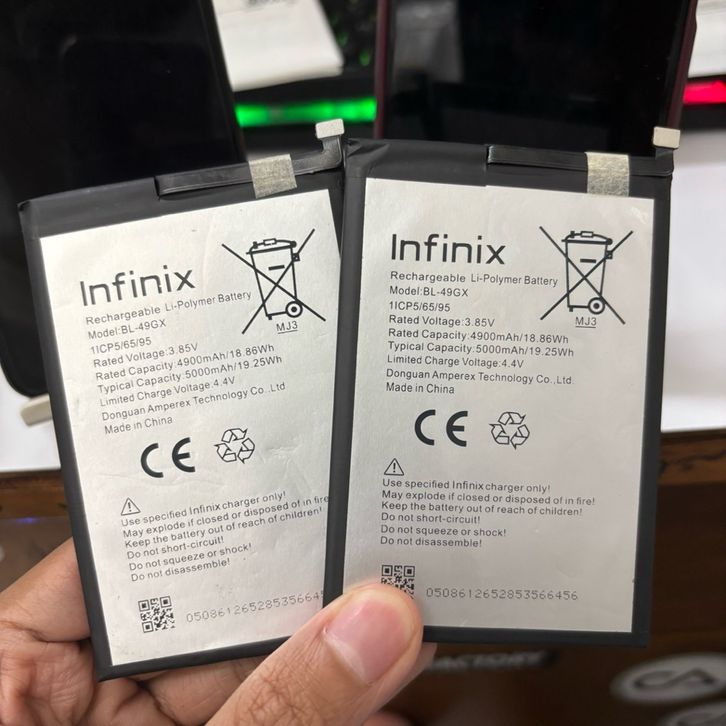 Infinix
Rechargeable Li-Polymer Battery
Model:BL-49GX
1ICP5/65/95
Rated Voltage:3.85V
Rated Capacity:4900mAh/18.86Wh
Typical Capacity:5000mAh/19.25Wh
Limited Charge Voltage:4.4V
Donguan Amperex Technology Co.,Ltd
Made in China
MJ3
CE
Use specified Infinix charger only!
May explode if closed or disposed of in fire
Keep the battery out of reach of children!
Do not short-circuit!
Do not squeeze or shock!
Do not disassemble!
05086126528535664
Infinix
Rechargeable Li-Polymer Battery
Model:BL-49GX
1ICP5/65/95
Rated Voltage:3.85V
Rated Capacity:4900mAh/18.86Wh
Typical Capacity:5000mAh/19.25Wh
Limited Charge Voltage:4.4V
Donguan Amperex Technology Co.,Ltd.
Made in China
MJ3
CE
Use specified Infinix charger only!
May explode if closed or disposed of in fire!
Keep the battery out of reach of children!
Do not short-circuit!
Do not squeeze or shock!
Do not disassemble!
050861265285356​6456